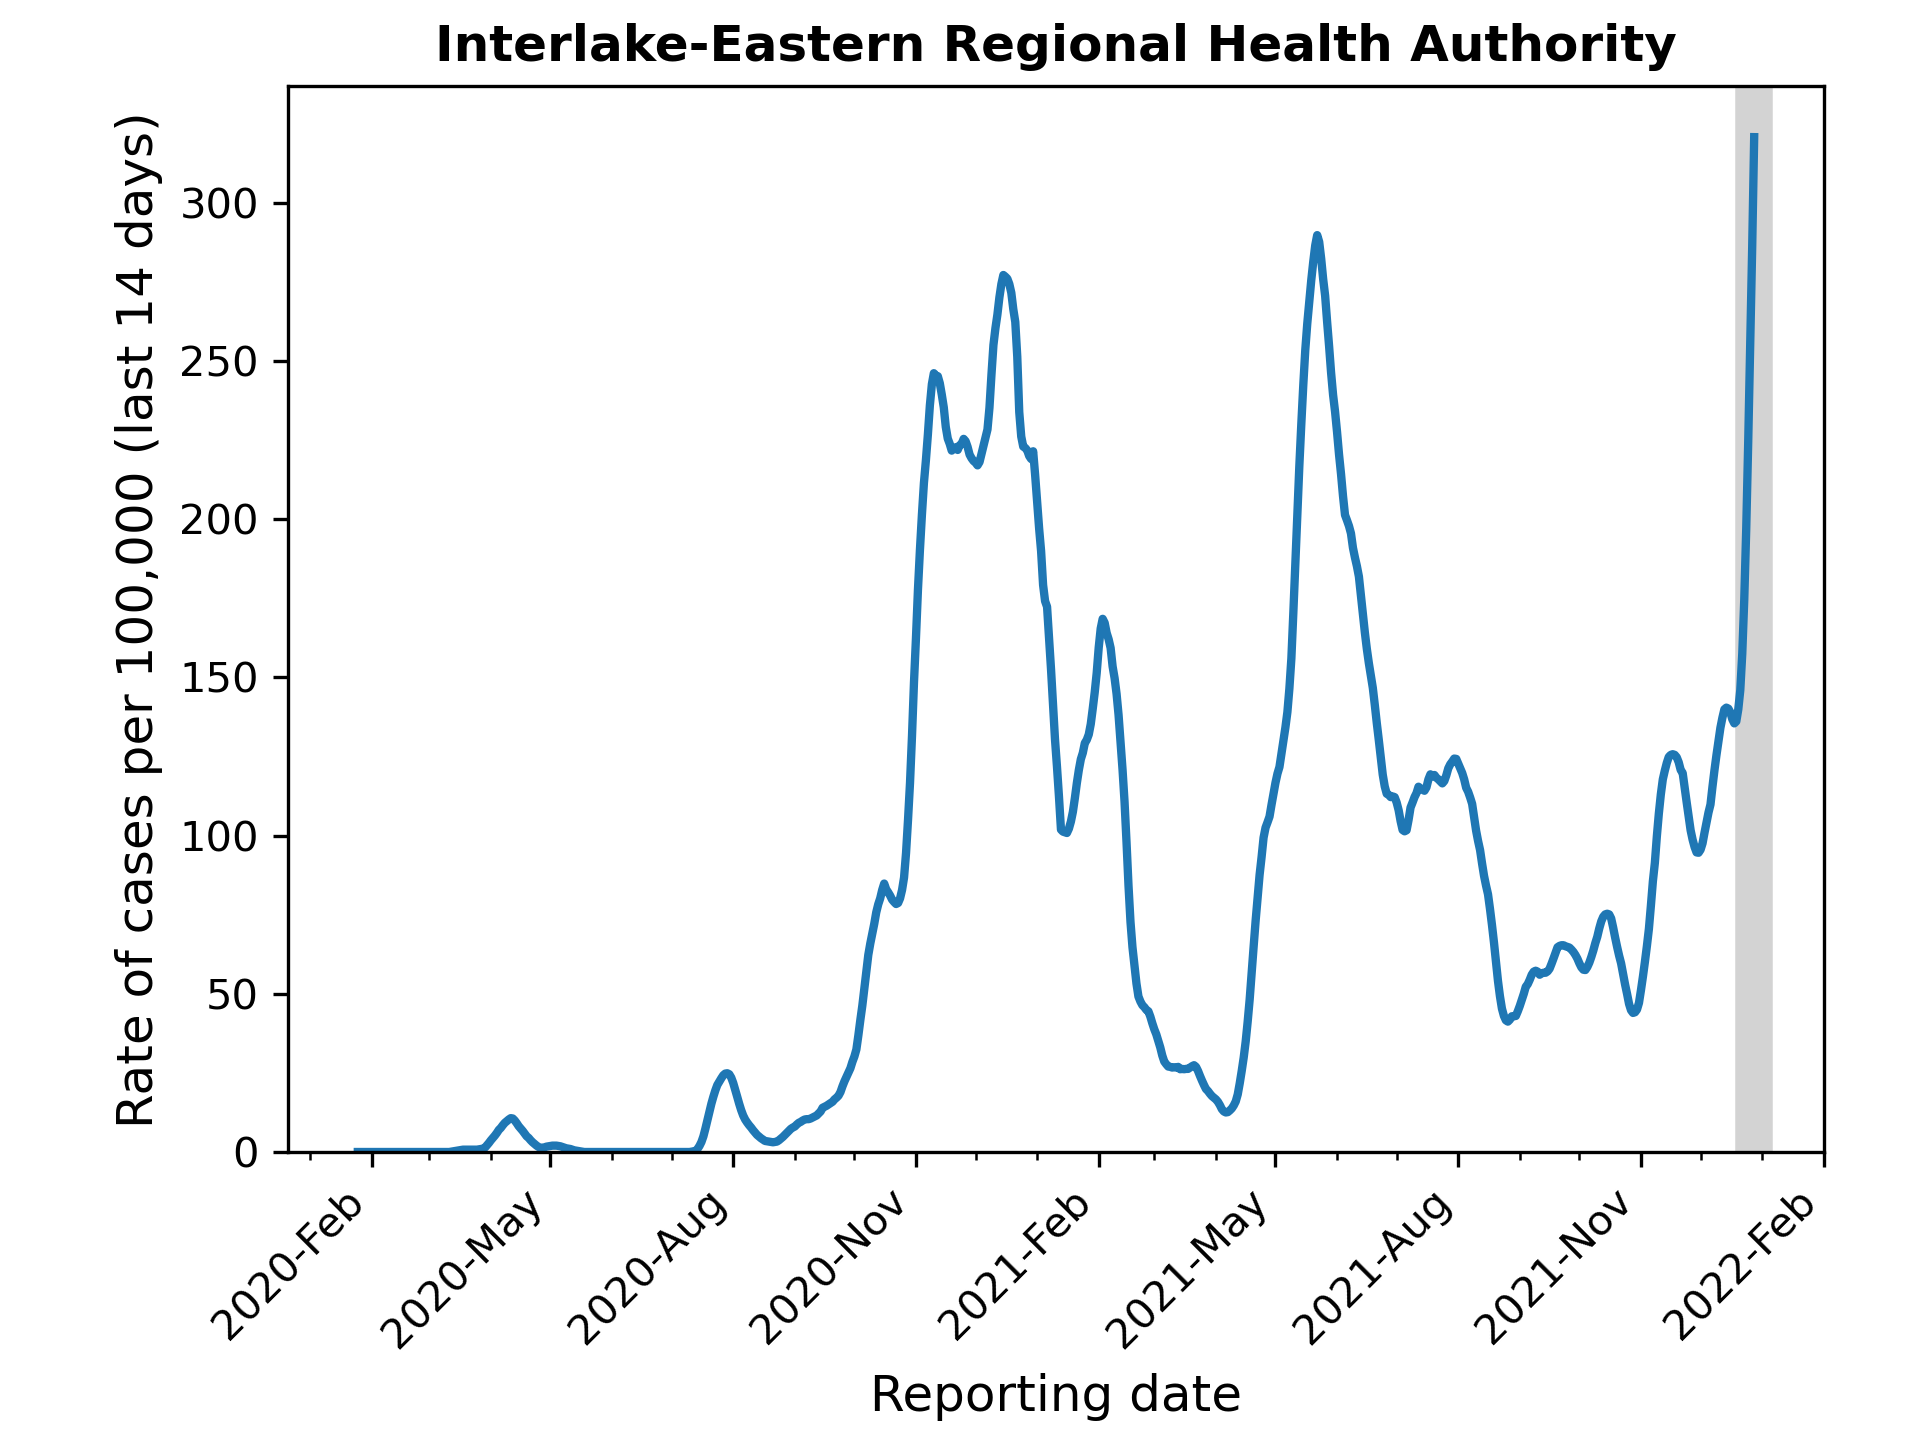 Interlake-Eastern Regional Health Authority
Rate of cases per 100,000 (last 14 days)
300
250
200
150
100
50
0
2020-Feb
2020-May
2020-Aug
2020-Nov
2021-Feb
2021-May
2021-Aug
2021-Nov
2022-Feb
Reporting date